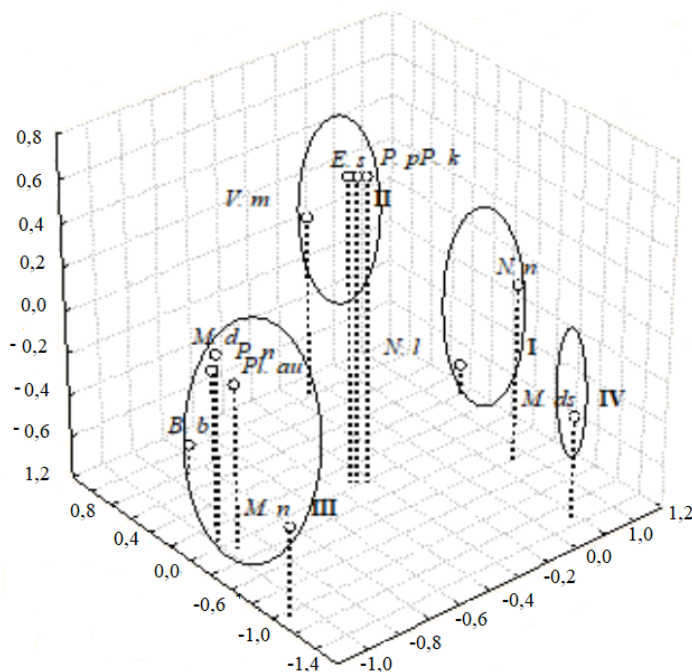 0,8
E. s P. pP. k
0,6
V. m II
0,4
0,2
N. n
0,0
M. d N. l I
- 0,2
P. n
Pl. au
- 0,4
M. ds IV
B. b
- 0,6
1,2
M. n III
0,8 1,2
0,4 1,0
0,0 0,0
-0,2
-0,6 -0,4
-0,6
-1,0 -0,8
-1,4 -1,0